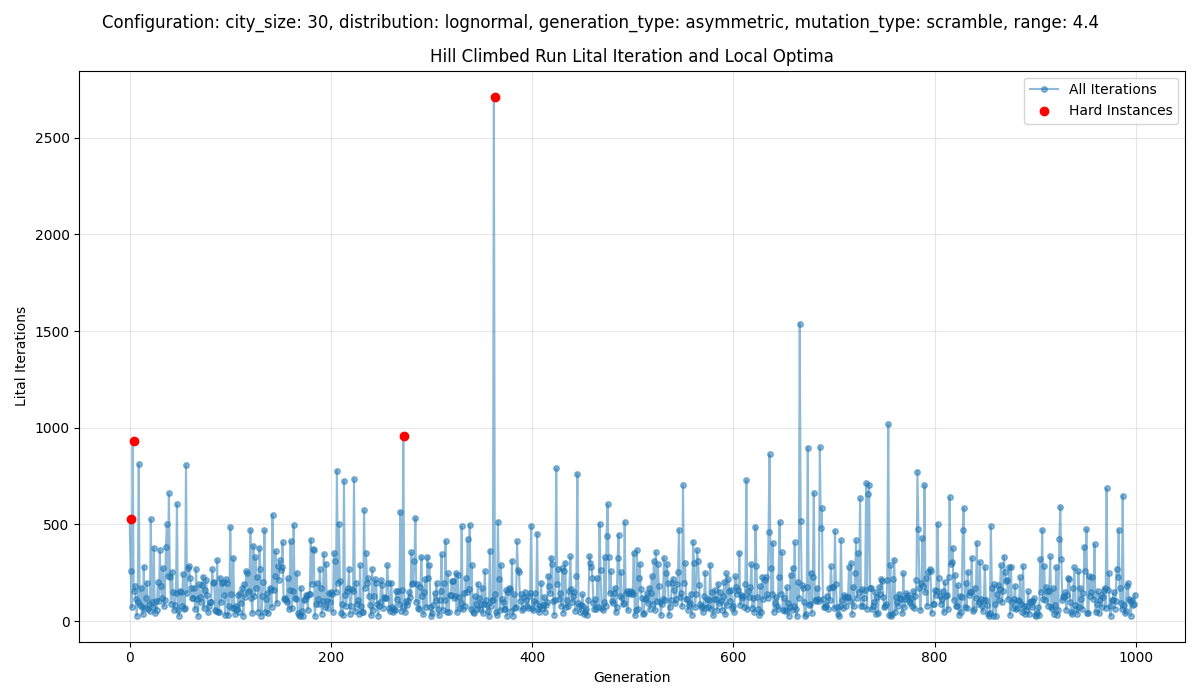 Configuration: city_size: 30, distribution: lognormal, generation_type: asymmetric, mutation_type: scramble, range: 4.4
Hill Climbed Run Lital Iteration and Local Optima
All Iterations
Hard Instances
2500
2000
1500
1000
500
0
Lital Iterations
0 200 400 600 800 1000
Generation